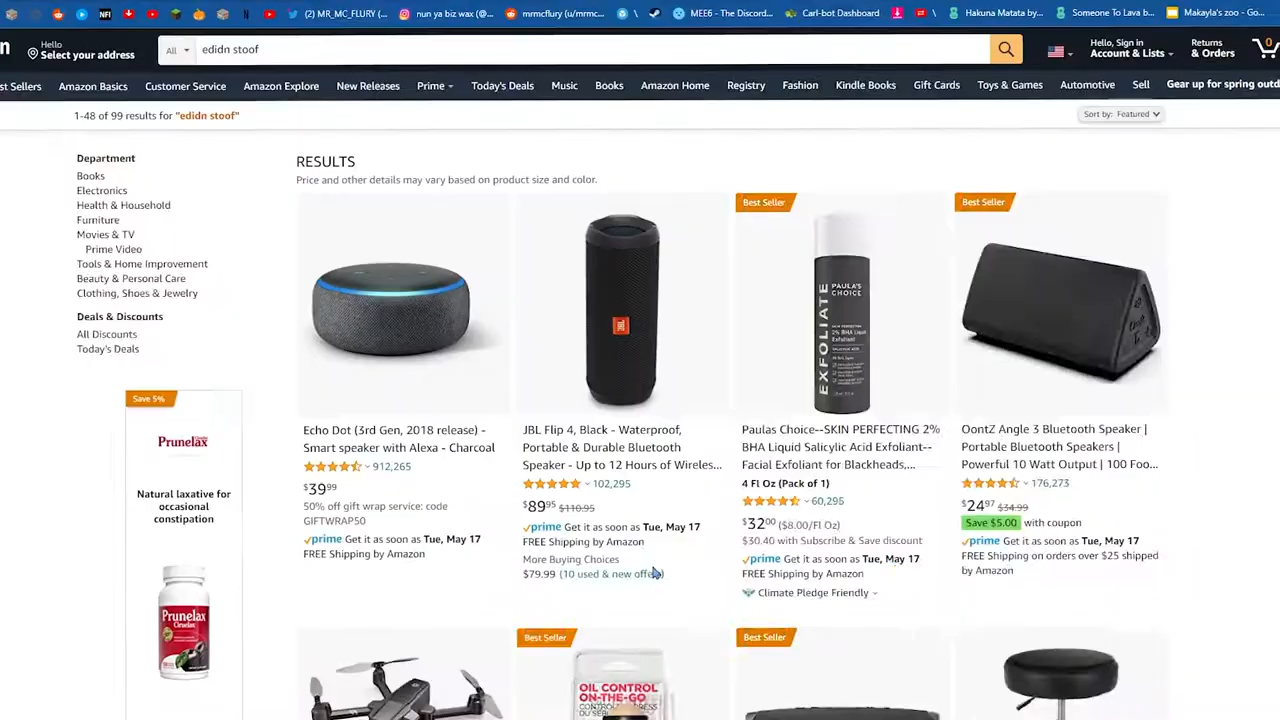 (2) MR_MC_FLURY /...
nun ya biz wax (@...
mrmcflury (u/mrmc...
MEE6 - The Discord...
Carl-bot Dashboard
Hakuna Matata by...
Someone To Lava b...
Makayla's zoo - Go...
n
Hello
Select your address
All
edidn stoof
Hello, Sign in
Account & Lists
Returns
& Orders
0
st Sellers
Amazon Basics
Customer Service
Amazon Explore
New Releases
Prime
Today's Deals
Music
Books
Amazon Home
Registry
Fashion
Kindle Books
Gift Cards
Toys & Games
Automotive
Sell
Gear up for spring outd
1-48 of 99 results for "edidn stoof"
Sort by: Featured
Department
Books
Electronics
Health & Household
Furniture
Movies & TV
Prime Video
Tools & Home Improvement
Beauty & Personal Care
Clothing, Shoes & Jewelry
Deals & Discounts
All Discounts
Today's Deals
Save 5%
Prunelax
Natural laxative for
occasional
constipation
Prunelax
Ciruelax
RESULTS
Price and other details may vary based on product size and color.
Echo Dot (3rd Gen, 2018 release) -
Smart speaker with Alexa - Charcoal
912,265
$39 99
50% off gift wrap service: code
GIFTWRAP50
prime Get it as soon as Tue, May 17
FREE Shipping by Amazon
JBL
JBL Flip 4, Black - Waterproof,
Portable & Durable Bluetooth
Speaker - Up to 12 Hours of Wireles...
102,295
$89 95 $119.95
prime Get it as soon as Tue, May 17
FREE Shipping by Amazon
More Buying Choices
$79.99 (10 used & new offers)
Best Seller
PAULA'S
CHOICE
EXFOLIATE
SKIN PERFECTING
2% BHA Liquid
Exfoliant
Paulas Choice--SKIN PERFECTING 2%
BHA Liquid Salicylic Acid Exfoliant--
Facial Exfoliant for Blackheads,...
4 Fl Oz (Pack of 1)
60,295
$32 00 ($8.00/Fl Oz)
$30.40 with Subscribe & Save discount
prime Get it as soon as Tue, May 17
FREE Shipping by Amazon
Climate Pledge Friendly
Best Seller
OontZ Angle 3 Bluetooth Speaker |
Portable Bluetooth Speakers |
Powerful 10 Watt Output | 100 Foo...
176,273
$24 97 $34.99
Save $5.00 with coupon
prime Get it as soon as Tue, May 17
FREE Shipping on orders over $25 shipped
by Amazon
Best Seller
OIL CONTROL
ON-THE-GO
Best Seller